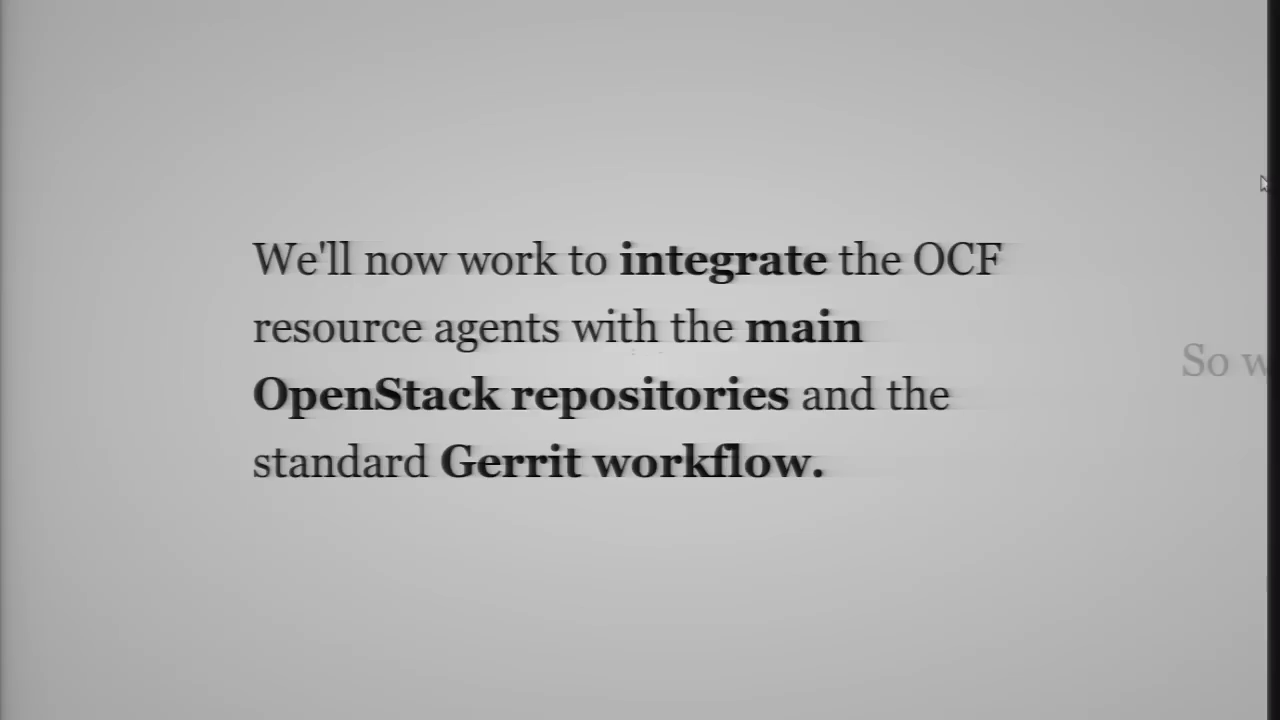 We'll now work to integrate the OCF
resource agents with the main
OpenStack repositories and the
standard Gerrit workflow.
So w